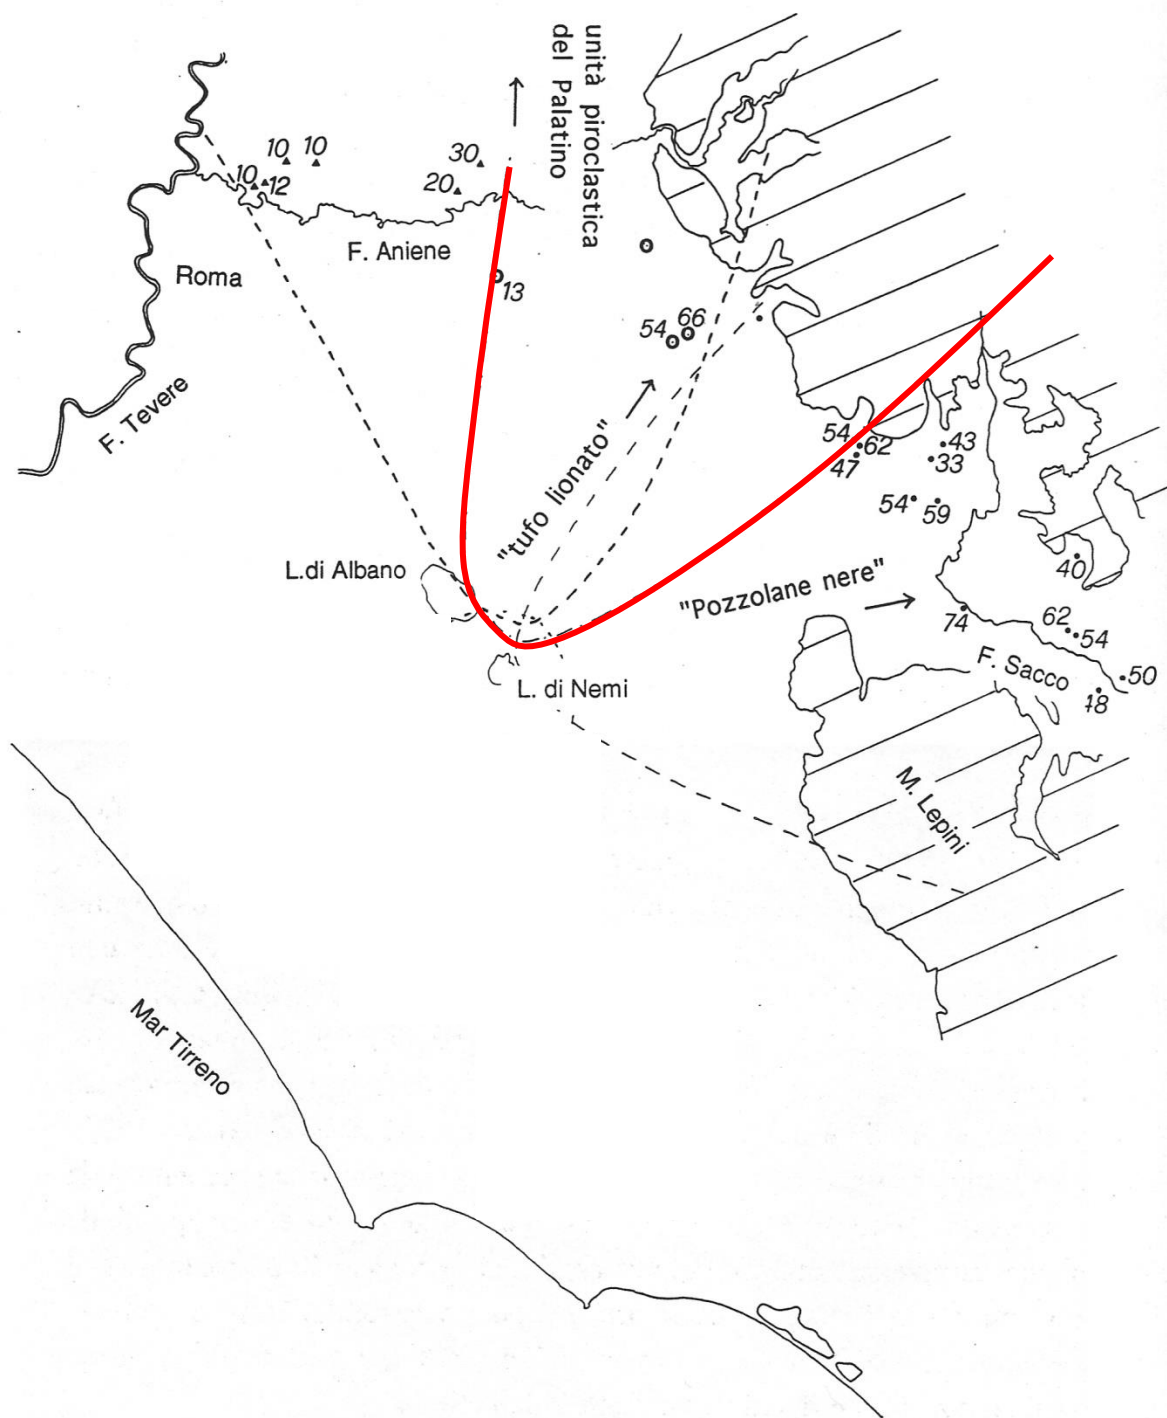 unità piroclastica
del Palatino
10
10
30
10
12
20
F. Aniene
Roma
13
54
66
F. Tevere
"tufo lionato"
54
62
47
43
33
54
59
40
L.di Albano
"Pozzolane nere"
74
62
54
F. Sacco
50
48
L. di Nemi
M. Lepini
Mar Tirreno